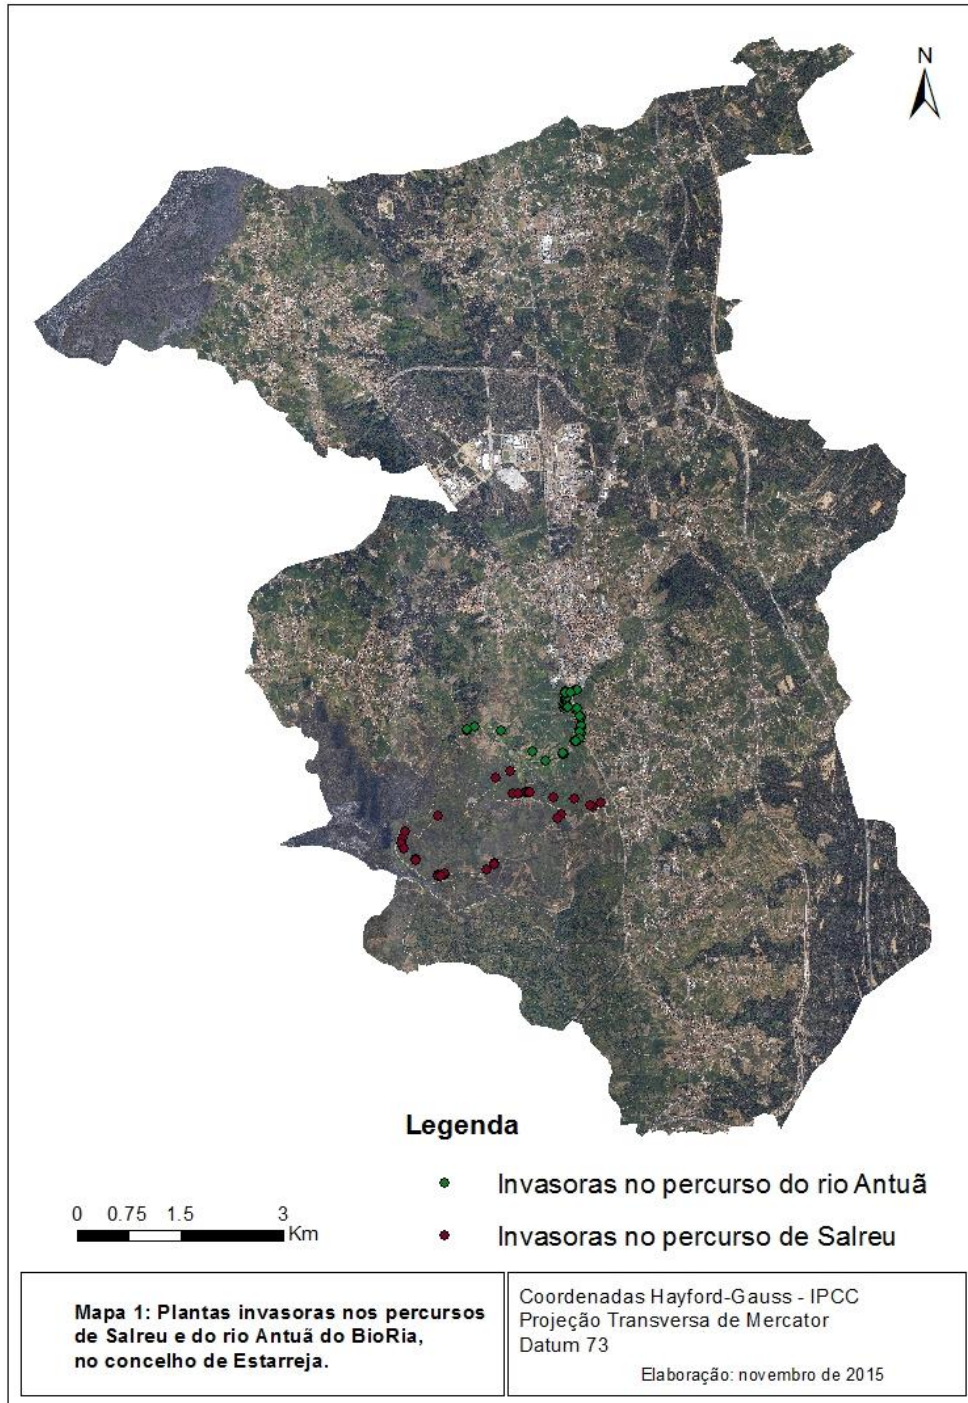 N
Legenda
Invasoras no percurso do rio Antuã
Invasoras no percurso de Salreu
0 0.75 1.5 3
Km
Mapa 1: Plantas invasoras nos percursos
de Salreu e do rio Antuã do BioRia,
no concelho de Estarreja.
Coordenadas Hayford-Gauss - IPCC
Projeção Transversa de Mercator
Datum 73
Elaboração: novembro de 2015